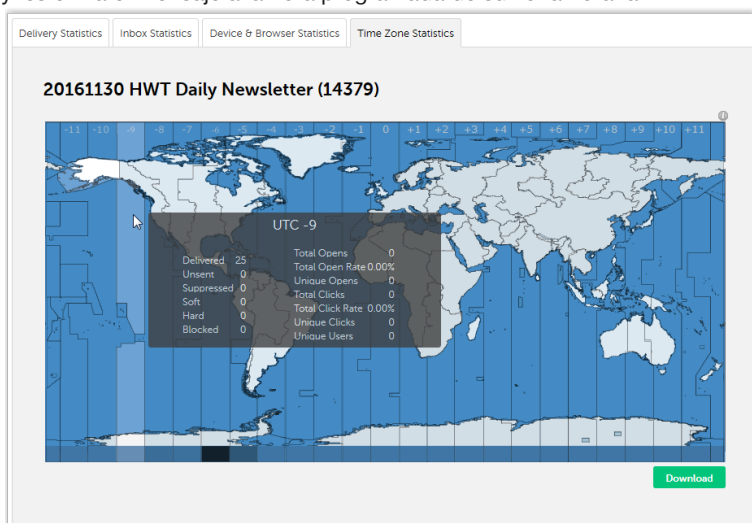 Delivery Statistics Inbox Statistics Device & Browser Statistics Time Zone Statistics
20161130 HWT Daily Newsletter (14379)
-11 -10 -9 -8 -7 -6 -5 -4 -3 -2 -1 0 +1 +2 +3 +4 +5 +6 +7 +8 +9 +10 +11
UTC -9
Delivered 25
Unsent 0
Suppressed 0
Soft 0
Hard 0
Blocked 0
Total Opens 0
Total Open Rate 0.00%
Unique Opens 0
Total Clicks 0
Total Click Rate 0.00%
Unique Clicks 0
Unique Users 0
Download